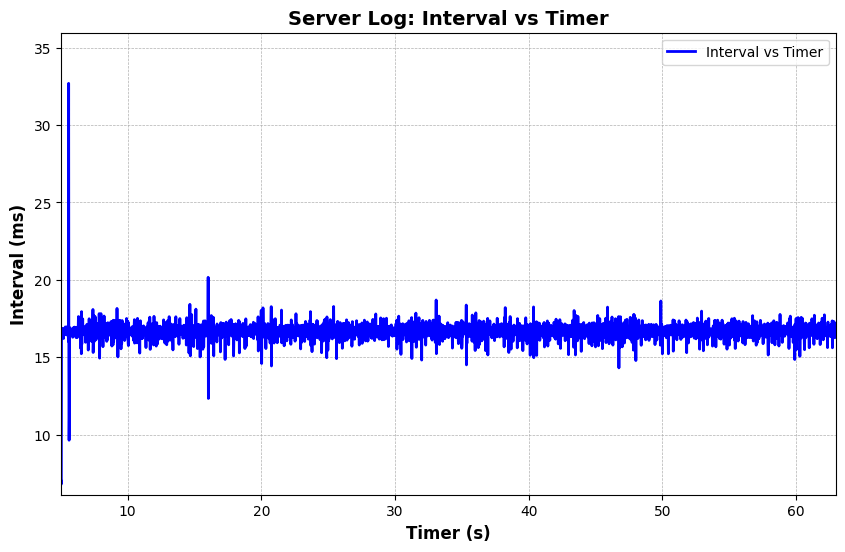 Server Log: Interval vs Timer
Interval vs Timer
Interval (ms)
35
30
25
20
15
10
10 20 30 40 50 60
Timer (s)